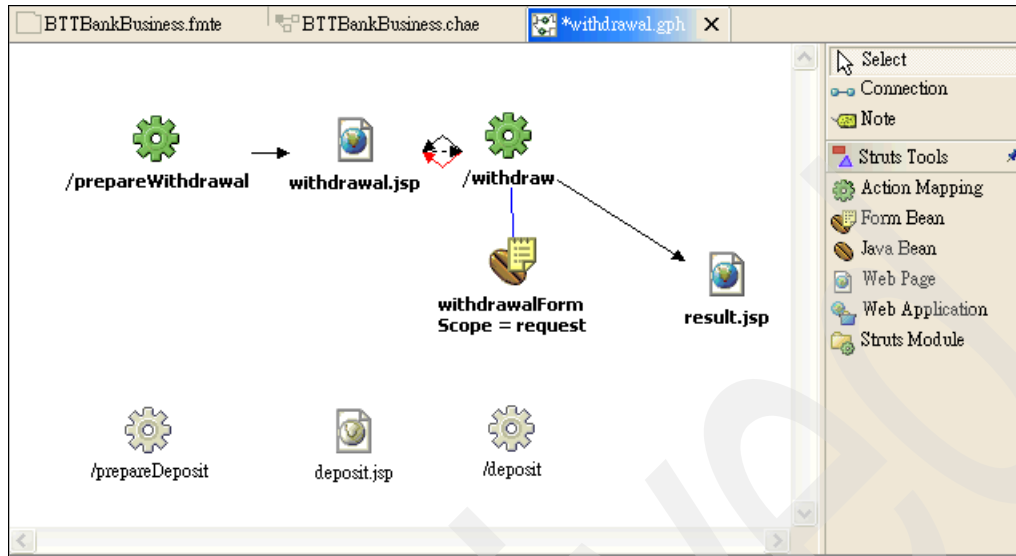 BTTBankBusiness.fmte
BTTBankBusiness.chae
*withdrawal.gph
Select
Connection
Note
Struts Tools
Action Mapping
Form Bean
Java Bean
Web Page
Web Application
Struts Module
/prepareWithdrawal
withdrawal.jsp
/withdraw
withdrawalForm
Scope = request
result.jsp
/prepareDeposit
deposit.jsp
/deposit